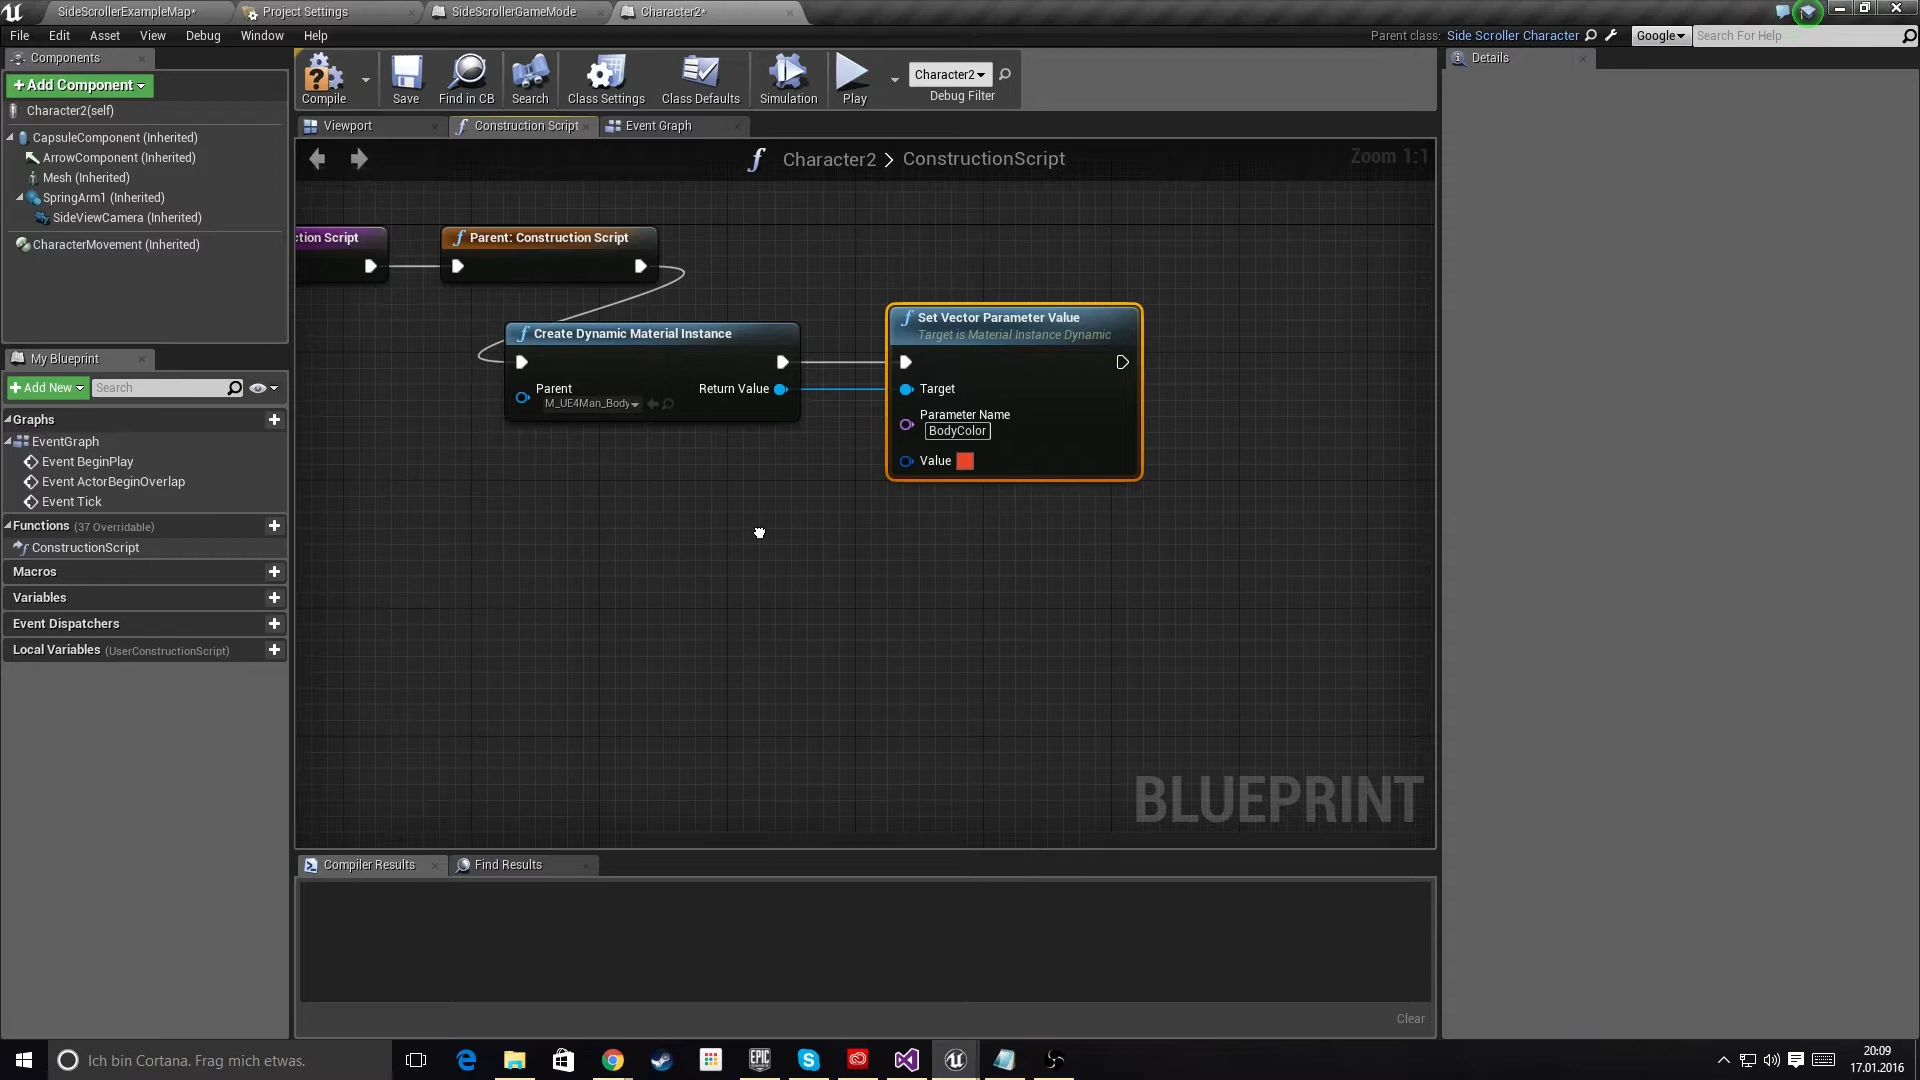 SideScrollerExampleMap*
Project Settings
SideScrollerGameMode
Character2*
File Edit Asset View Debug Window Help
Parent class: Side Scroller Character
Google
Search For Help
Components
+Add Component
Character2(self)
CapsuleComponent (Inherited)
ArrowComponent (Inherited)
Mesh (Inherited)
SpringArm1 (Inherited)
SideViewCamera (Inherited)
CharacterMovement (Inherited)
My Blueprint
+Add New
Search
Graphs
EventGraph
Event BeginPlay
Event ActorBeginOverlap
Event Tick
Functions (37 Overridable)
ConstructionScript
Macros
Variables
Event Dispatchers
Local Variables (UserConstructionScript)
Compile
Save
Find in CB
Search
Class Settings
Class Defaults
Simulation
Play
Character2
Debug Filter
Viewport
Construction Script
Event Graph
Character2 > ConstructionScript
Zoom 1:1
ction Script
Parent: Construction Script
Create Dynamic Material Instance
Parent
M_UE4Man_Body
Return Value
Set Vector Parameter Value
Target is Material Instance Dynamic
Target
Parameter Name
BodyColor
Value
BLUEPRINT
Compiler Results
Find Results
Clear
Details
Ich bin Cortana. Frag mich etwas.
EPIC
20:09
17.01.2016